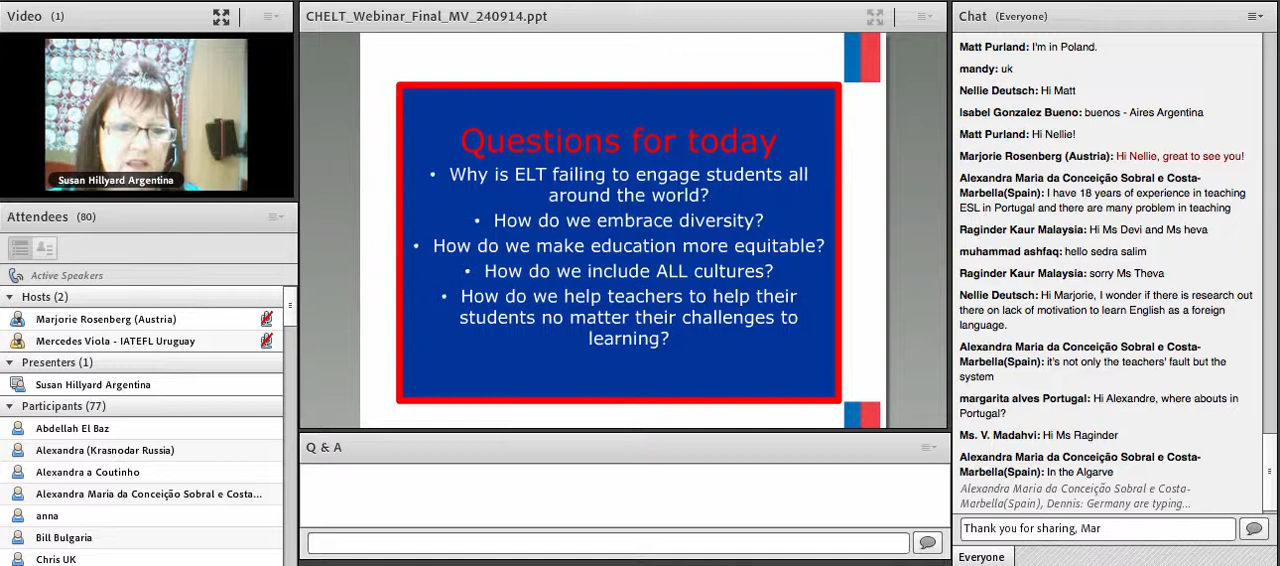 Video (1)
Susan Hillyard Argentina
Attendees (80)
Active Speakers
Hosts (2)
Marjorie Rosenberg (Austria)
Mercedes Viola - IATEFL Uruguay
Presenters (1)
Susan Hillyard Argentina
Participants (77)
Abdellah El Baz
Alexandra (Krasnodar Russia)
Alexandra a Coutinho
Alexandra Maria da Conceição Sobral e Costa...
anna
Bill Bulgaria
Chris UK
CHELT_Webinar_Final_MV_240914.ppt
Questions for today
• Why is ELT failing to engage students all
around the world?
• How do we embrace diversity?
• How do we make education more equitable?
• How do we include ALL cultures?
• How do we help teachers to help their
students no matter their challenges to
learning?
Q & A
Chat (Everyone)
Matt Purland: I'm in Poland.
mandy: uk
Nellie Deutsch: Hi Matt
Isabel Gonzalez Bueno: buenos - Aires Argentina
Matt Purland: Hi Nellie!
Marjorie Rosenberg (Austria): Hi Nellie, great to see you!
Alexandra Maria da Conceição Sobral e Costa-
Marbella(Spain): I have 18 years of experience in teaching
ESL in Portugal and there are many problem in teaching
Raginder Kaur Malaysia: Hi Ms Devi and Ms heva
muhammad ashfaq: hello sedra salim
Raginder Kaur Malaysia: sorry Ms Theva
Nellie Deutsch: Hi Marjorie, I wonder if there is research out
there on lack of motivation to learn English as a foreign
language.
Alexandra Maria da Conceição Sobral e Costa-
Marbella(Spain): it's not only the teachers' fault but the
system
margarita alves Portugal: Hi Alexandre, where abouts in
Portugal?
Ms. V. Madahvi: Hi Ms Raginder
Alexandra Maria da Conceição Sobral e Costa-
Marbella(Spain): In the Algarve
Alexandra Maria da Conceição Sobral e Costa-
Marbella(Spain), Dennis: Germany are typing...
Thank you for sharing, Mar
Everyone